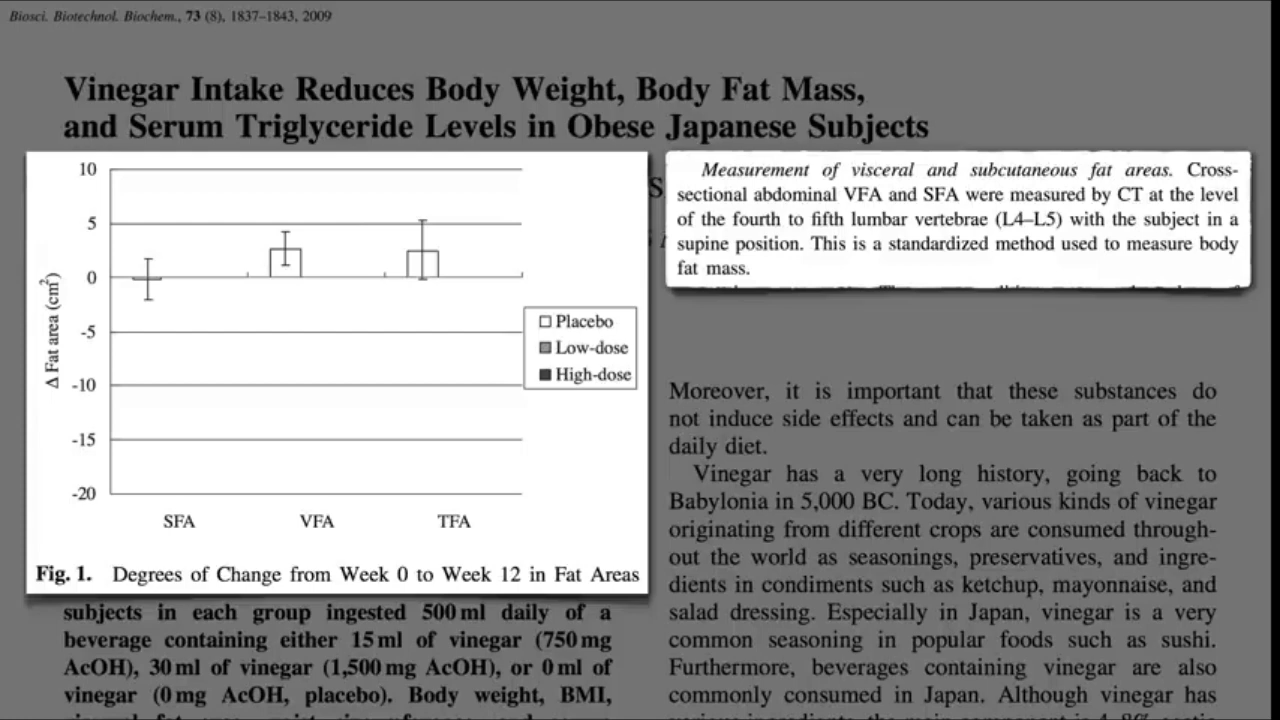 Biosci. Biotechnol. Biochem., 73 (8), 1837–1843, 2009
Vinegar Intake Reduces Body Weight, Body Fat Mass,
and Serum Triglyceride Levels in Obese Japanese Subjects
10
5
0
-5
-10
-15
-20
Δ Fat area (cm²)
SFA VFA TFA
Placebo
Low-dose
High-dose
Fig. 1. Degrees of Change from Week 0 to Week 12 in Fat Areas
subjects in each group ingested 500 ml daily of a
beverage containing either 15 ml of vinegar (750 mg
AcOH), 30 ml of vinegar (1,500 mg AcOH), or 0 ml of
vinegar (0 mg AcOH, placebo). Body weight, BMI,
Measurement of visceral and subcutaneous fat areas. Cross-
sectional abdominal VFA and SFA were measured by CT at the level
of the fourth to fifth lumbar vertebrae (L4–L5) with the subject in a
supine position. This is a standardized method used to measure body
fat mass.
Moreover, it is important that these substances do
not induce side effects and can be taken as part of the
daily diet.
Vinegar has a very long history, going back to
Babylonia in 5,000 BC. Today, various kinds of vinegar
originating from different crops are consumed through-
out the world as seasonings, preservatives, and ingre-
dients in condiments such as ketchup, mayonnaise, and
salad dressing. Especially in Japan, vinegar is a very
common seasoning in popular foods such as sushi.
Furthermore, beverages containing vinegar are also
commonly consumed in Japan. Although vinegar has